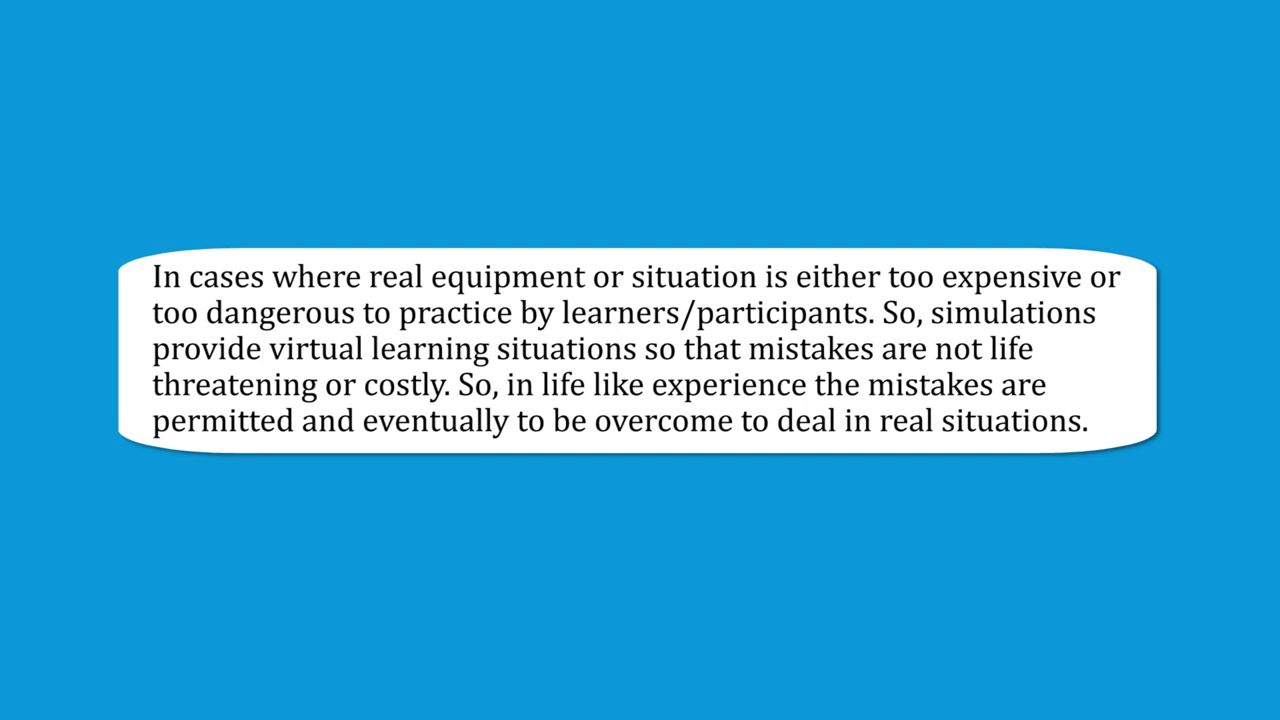 In cases where real equipment or situation is either too expensive or
too dangerous to practice by learners/participants. So, simulations
provide virtual learning situations so that mistakes are not life
threatening or costly. So, in life like experience the mistakes are
permitted and eventually to be overcome to deal in real situations.